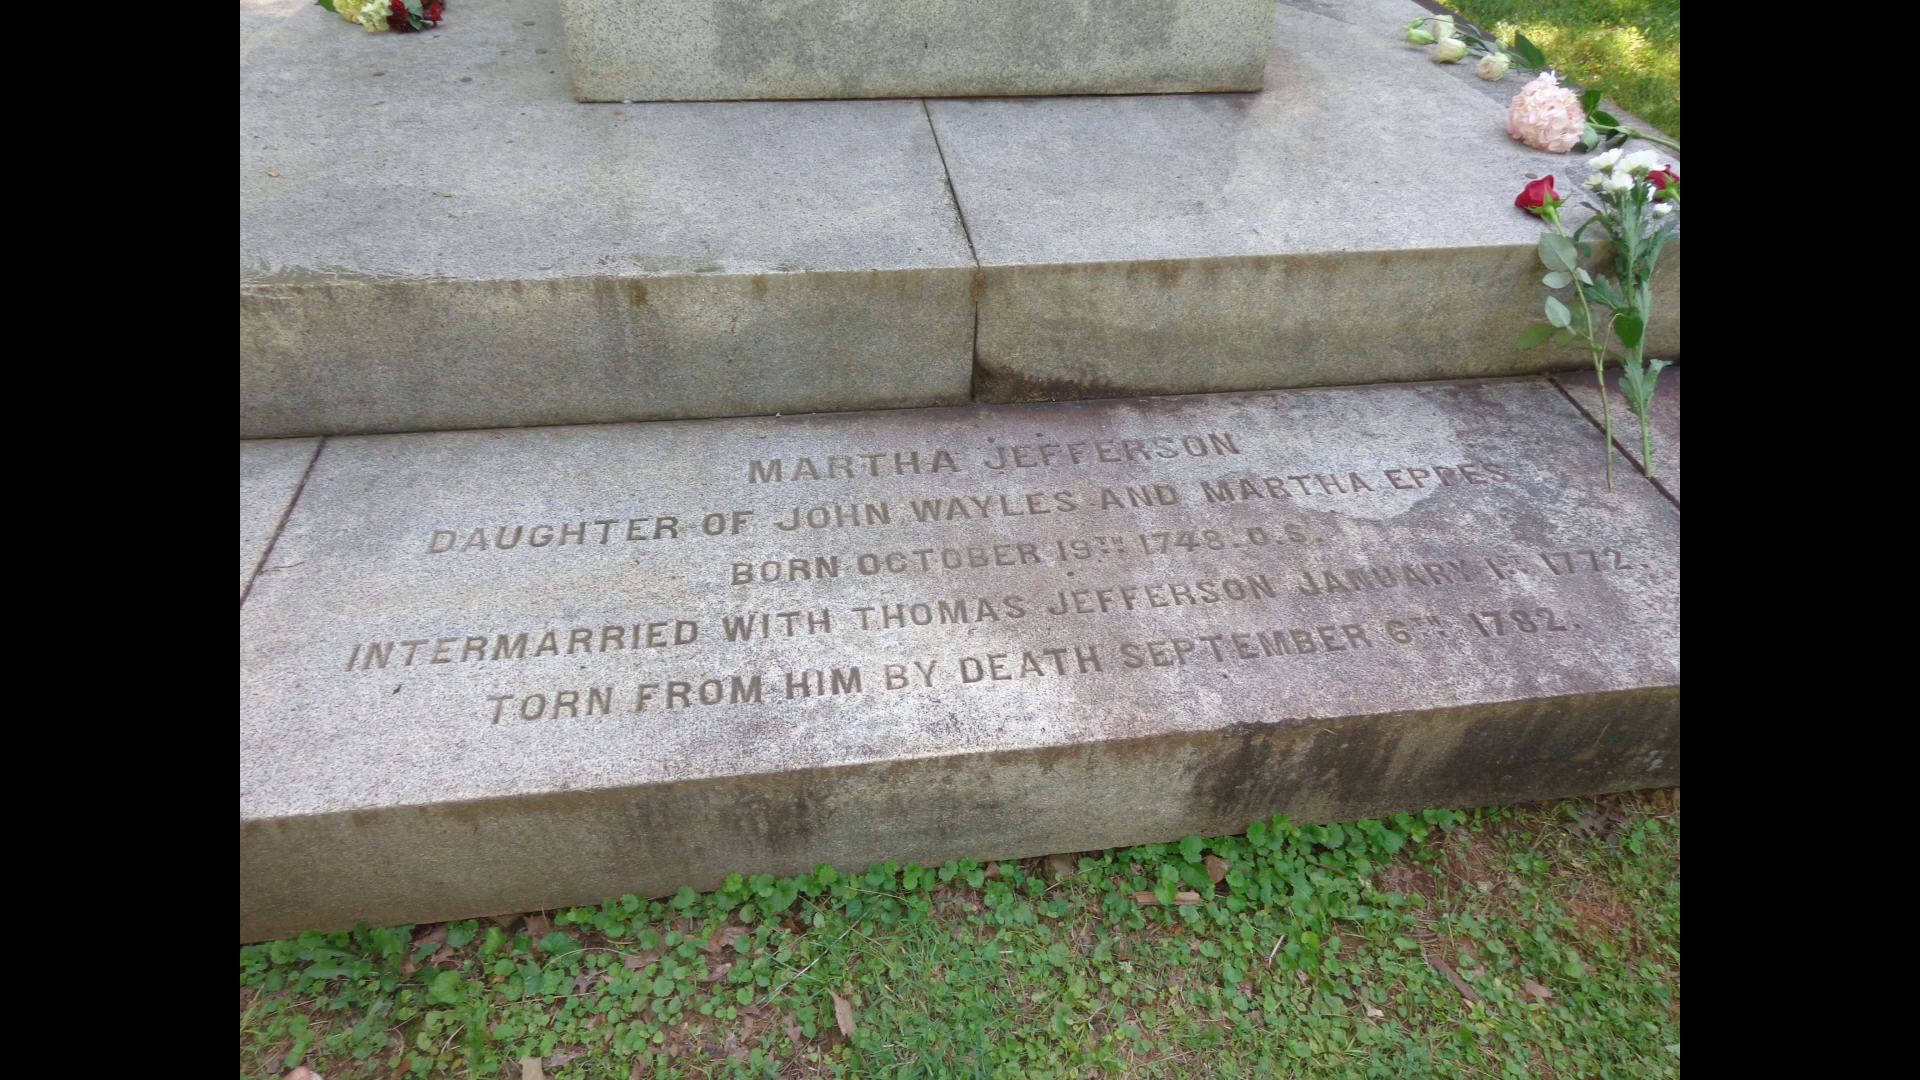 MARTHA JEFFERSON
DAUGHTER OF JOHN WAYLES AND MARTHA EPPES
BORN OCTOBER 19TH 1748. O.S.
INTERMARRIED WITH THOMAS JEFFERSON JANUARY 1ST 1772.
TORN FROM HIM BY DEATH SEPTEMBER 6TH 1782.